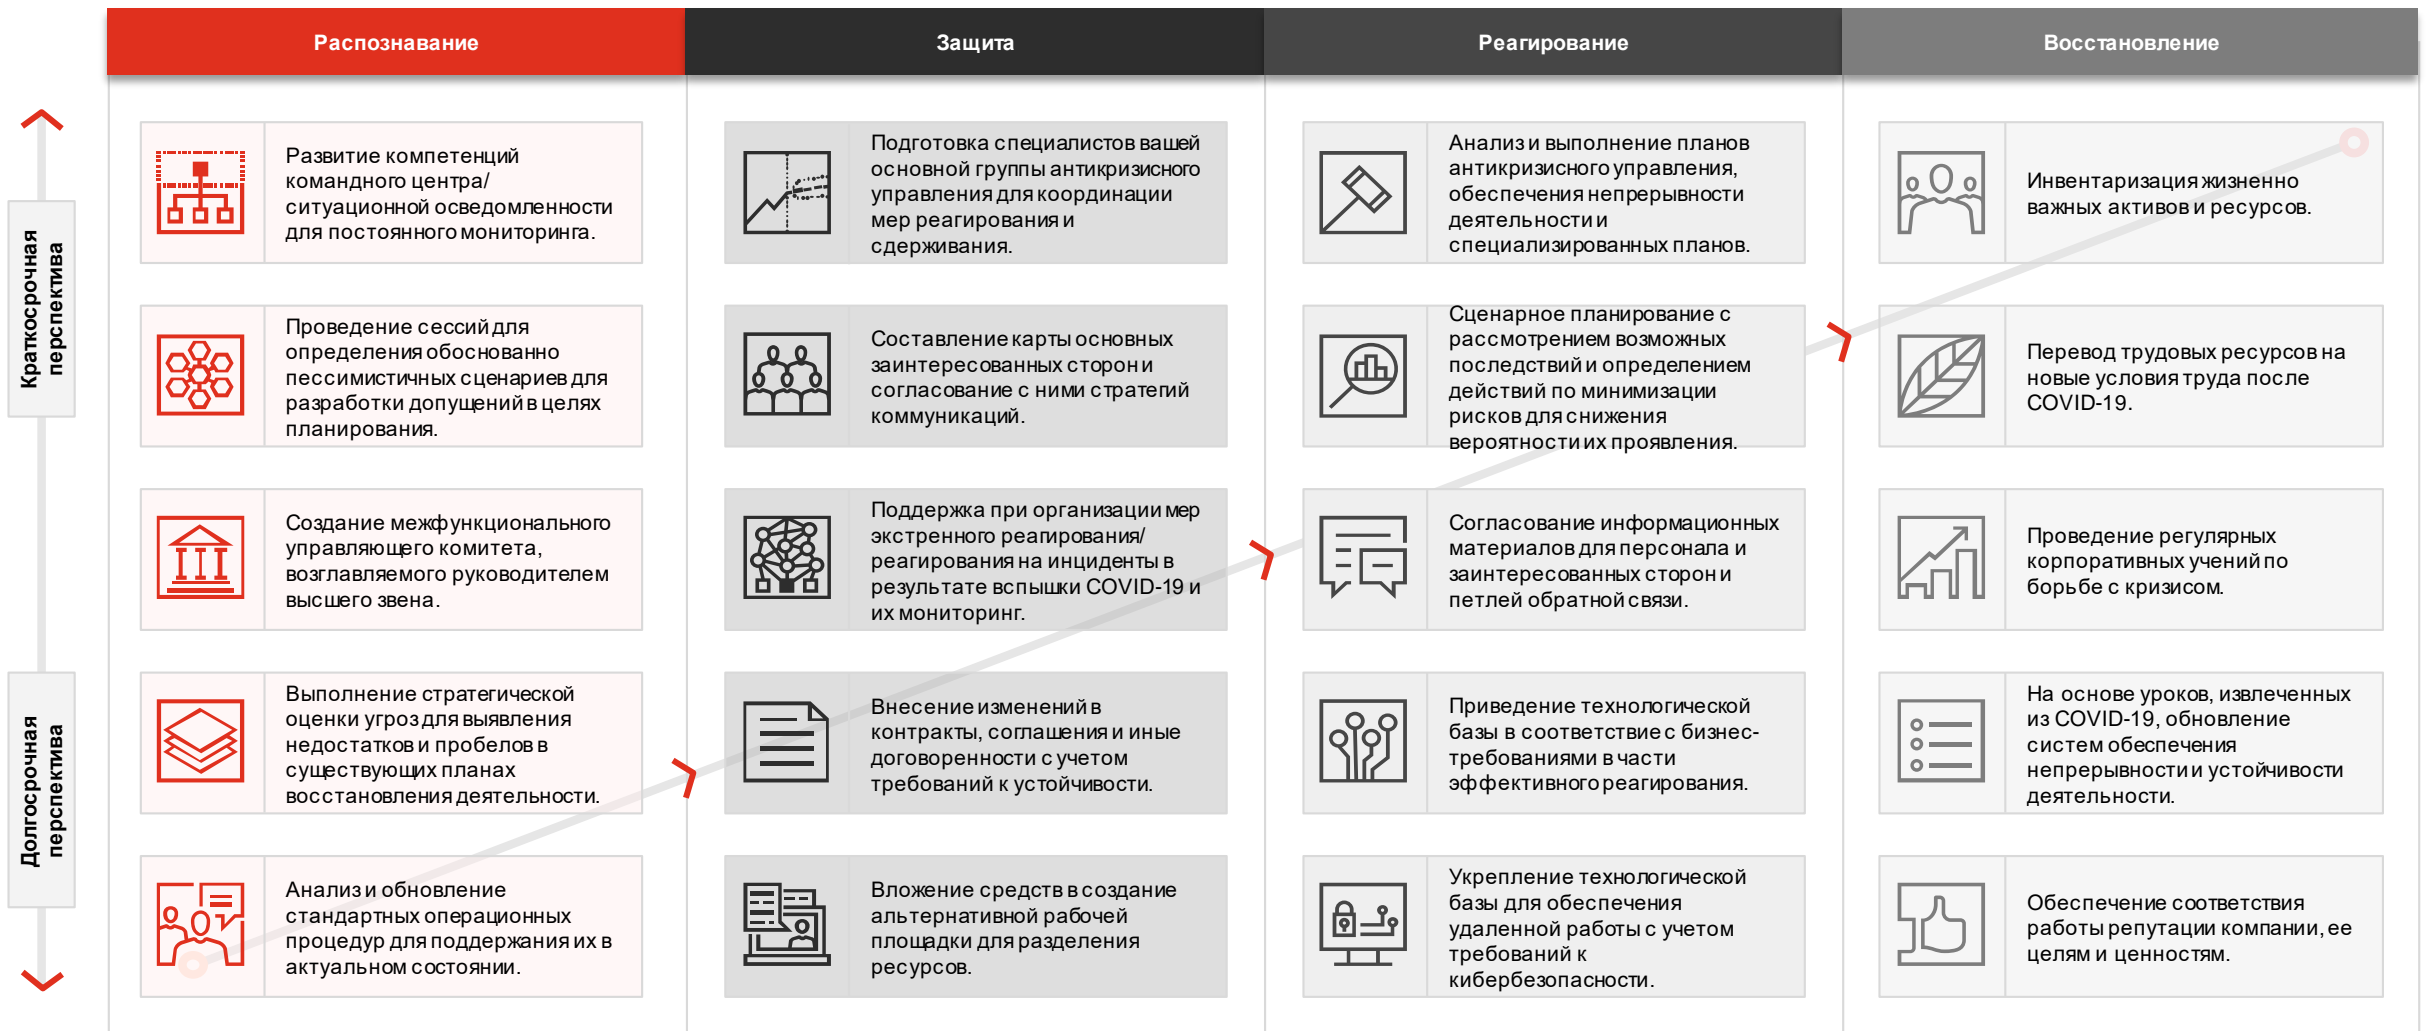 Распознавание
Защита
Реагирование
Восстановление
Краткосрочная
перспектива
Долгосрочная
перспектива
Развитие компетенций
командного центра/
ситуационной осведомленности
для постоянного мониторинга.
Проведение сессий для
определения обоснованно
пессимистичных сценариев для
разработки допущений в целях
планирования.
Создание межфункционального
управляющего комитета,
возглавляемого руководителем
высшего звена.
Выполнение стратегической
оценки угроз для выявления
недостатков и пробелов в
существующих планах
восстановления деятельности.
Анализ и обновление
стандартных операционных
процедур для поддержания их в
актуальном состоянии.
Подготовка специалистов вашей
основной группы антикризисного
управления для координации
мер реагирования и
сдерживания.
Составление карты основных
заинтересованных сторон и
согласование с ними стратегий
коммуникаций.
Поддержка при организации мер
экстренного реагирования/
реагирования на инциденты в
результате вспышки COVID-19 и
их мониторинг.
Внесение изменений в
контракты, соглашения и иные
договоренности с учетом
требований к устойчивости.
Вложение средств в создание
альтернативной рабочей
площадки для разделения
ресурсов.
Анализ и выполнение планов
антикризисного управления,
обеспечения непрерывности
деятельности и
специализированных планов.
Сценарное планирование с
рассмотрением возможных
последствий и определением
действий по минимизации
рисков для снижения
вероятности их проявления.
Согласование информационных
материалов для персонала и
заинтересованных сторон и
петлей обратной связи.
Приведение технологической
базы в соответствие с бизнес-
требованиями в части
эффективного реагирования.
Укрепление технологической
базы для обеспечения
удаленной работы с учетом
требований к
кибербезопасности.
Инвентаризация жизненно
важных активов и ресурсов.
Перевод трудовых ресурсов на
новые условия труда после
COVID-19.
Проведение регулярных
корпоративных учений по
борьбе с кризисом.
На основе уроков, извлеченных
из COVID-19, обновление
систем обеспечения
непрерывности и устойчивости
деятельности.
Обеспечение соответствия
работы репутации компании, ее
целям и ценностям.